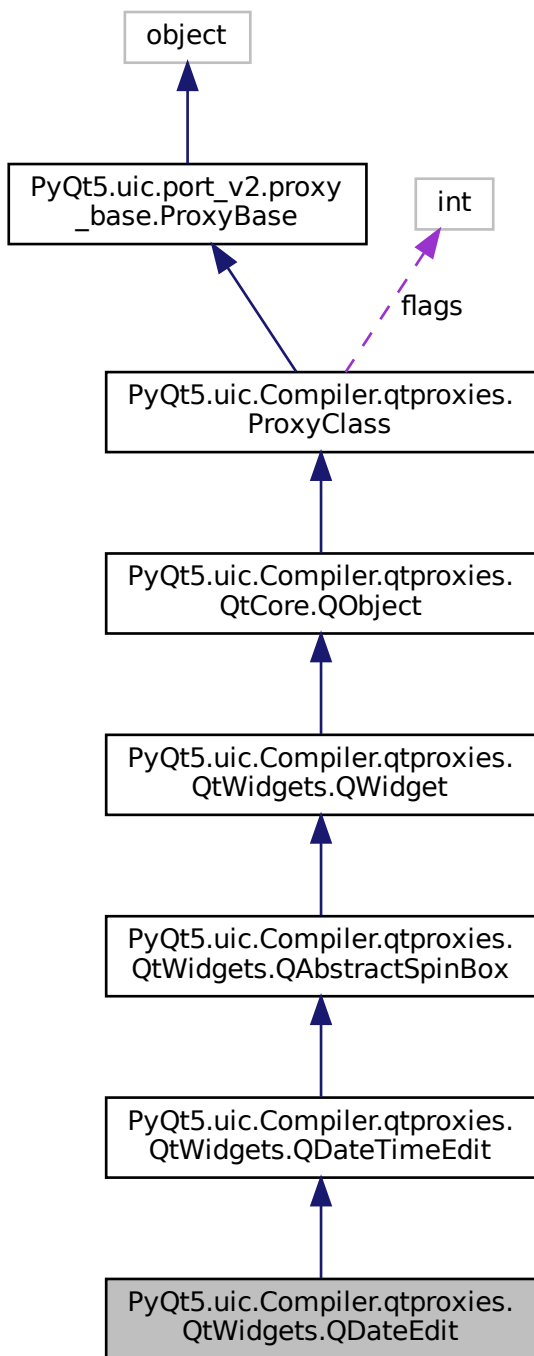 object
PyQt5.uic.port_v2.proxy
_base.ProxyBase
int
flags
PyQt5.uic.Compiler.qtproxies.
ProxyClass
PyQt5.uic.Compiler.qtproxies.
QtCore.QObject
PyQt5.uic.Compiler.qtproxies.
QtWidgets.QWidget
PyQt5.uic.Compiler.qtproxies.
QtWidgets.QAbstractSpinBox
PyQt5.uic.Compiler.qtproxies.
QtWidgets.QDateTimeEdit
PyQt5.uic.Compiler.qtproxies.
QtWidgets.QDateEdit